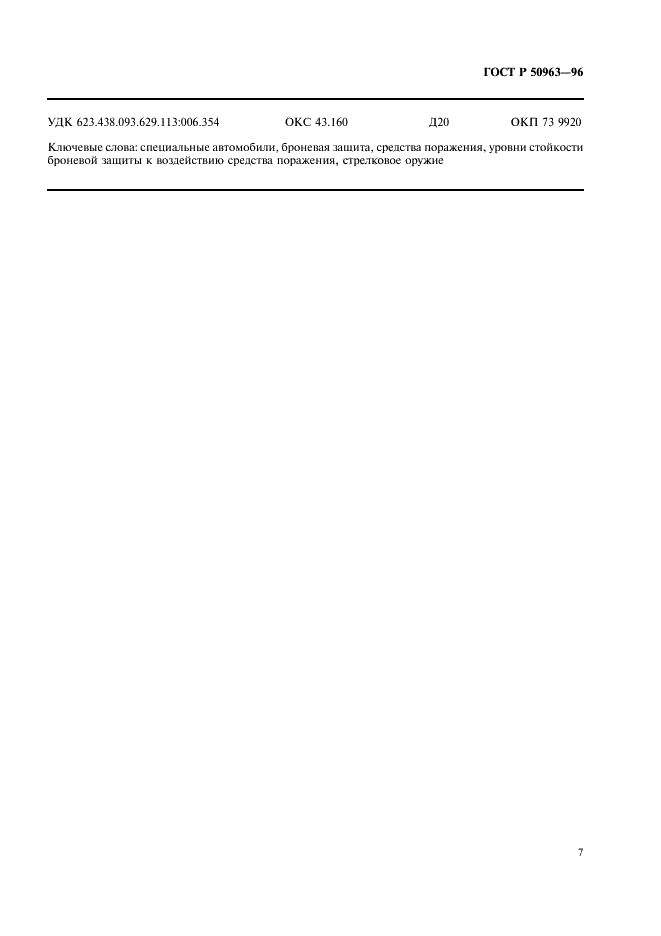 ГОСТ Р 50963—96
УДК 623.438.093.629.113:006.354 ОКС 43.160 Д20 ОКП 73 9920
Ключевые слова: специальные автомобили, броневая защита, средства поражения, уровни стойкости
броневой защиты к воздействию средства поражения, стрелковое оружие
7